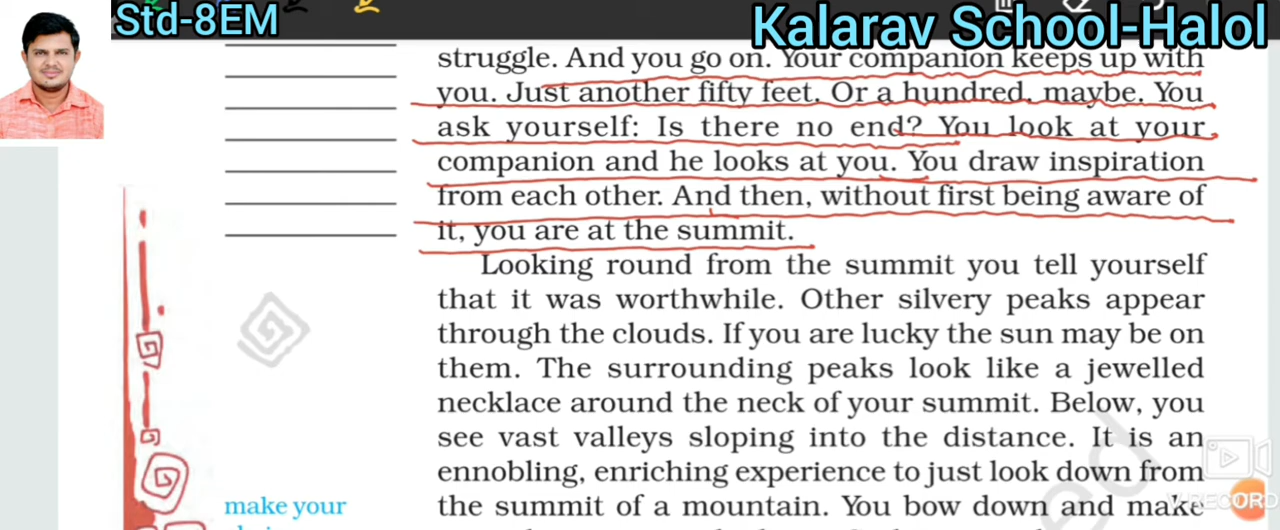 Std-8EM
Kalarav School-Halol
struggle. And you go on. Your companion keeps up with
you. Just another fifty feet. Or a hundred, maybe. You
ask yourself: Is there no end? You look at your
companion and he looks at you. You draw inspiration
from each other. And then, without first being aware of
it, you are at the summit.
Looking round from the summit you tell yourself
that it was worthwhile. Other silvery peaks appear
through the clouds. If you are lucky the sun may be on
them. The surrounding peaks look like a jewelled
necklace around the neck of your summit. Below, you
see vast valleys sloping into the distance. It is an
ennobling, enriching experience to just look down from
the summit of a mountain. You bow down and make
make your